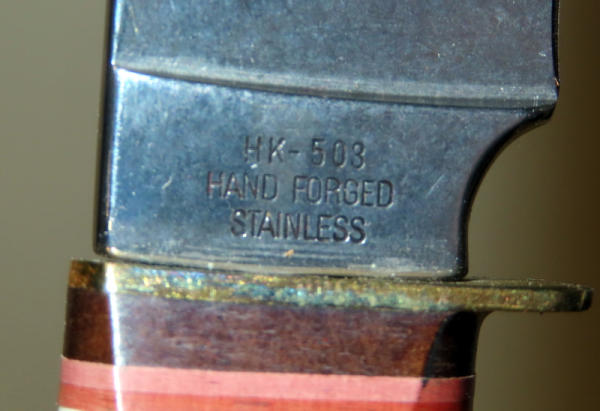 HK-503
HAND FORGED
STAINLESS